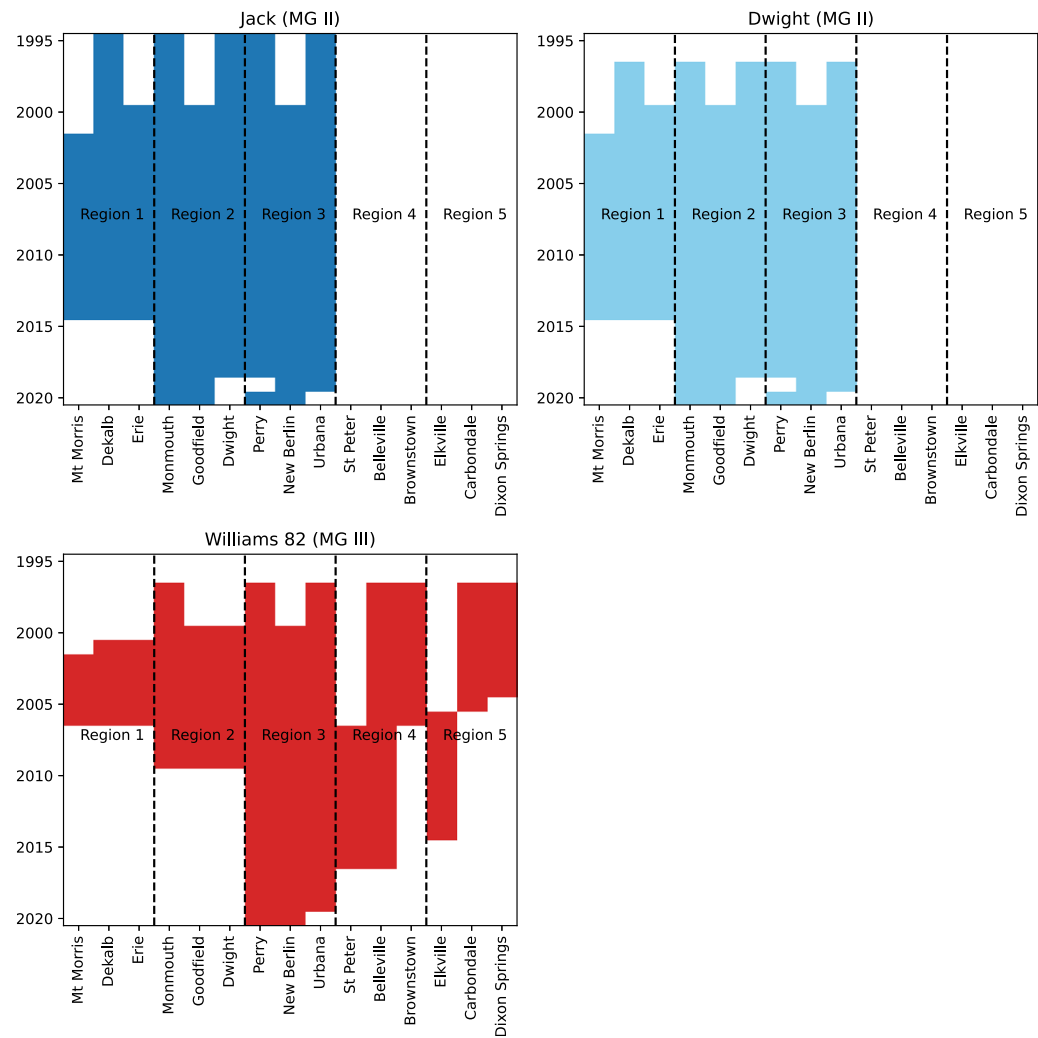 Jack (MG II)
1995
2000
2005
2010
2015
2020
Region 1
Region 2
Region 3
Region 4
Region 5
Mt Morris
Dekalb
Erie
Monmouth
Goodfield
Dwight
Perry
New Berlin
Urbana
St Peter
Belleville
Brownstown
Elkville
Carbondale
Dixon Springs
Dwight (MG II)
1995
2000
2005
2010
2015
2020
Region 1
Region 2
Region 3
Region 4
Region 5
Mt Morris
Dekalb
Erie
Monmouth
Goodfield
Dwight
Perry
New Berlin
Urbana
St Peter
Belleville
Brownstown
Elkville
Carbondale
Dixon Springs
Williams 82 (MG III)
1995
2000
2005
2010
2015
2020
Region 1
Region 2
Region 3
Region 4
Region 5
Mt Morris
Dekalb
Erie
Monmouth
Goodfield
Dwight
Perry
New Berlin
Urbana
St Peter
Belleville
Brownstown
Elkville
Carbondale
Dixon Springs